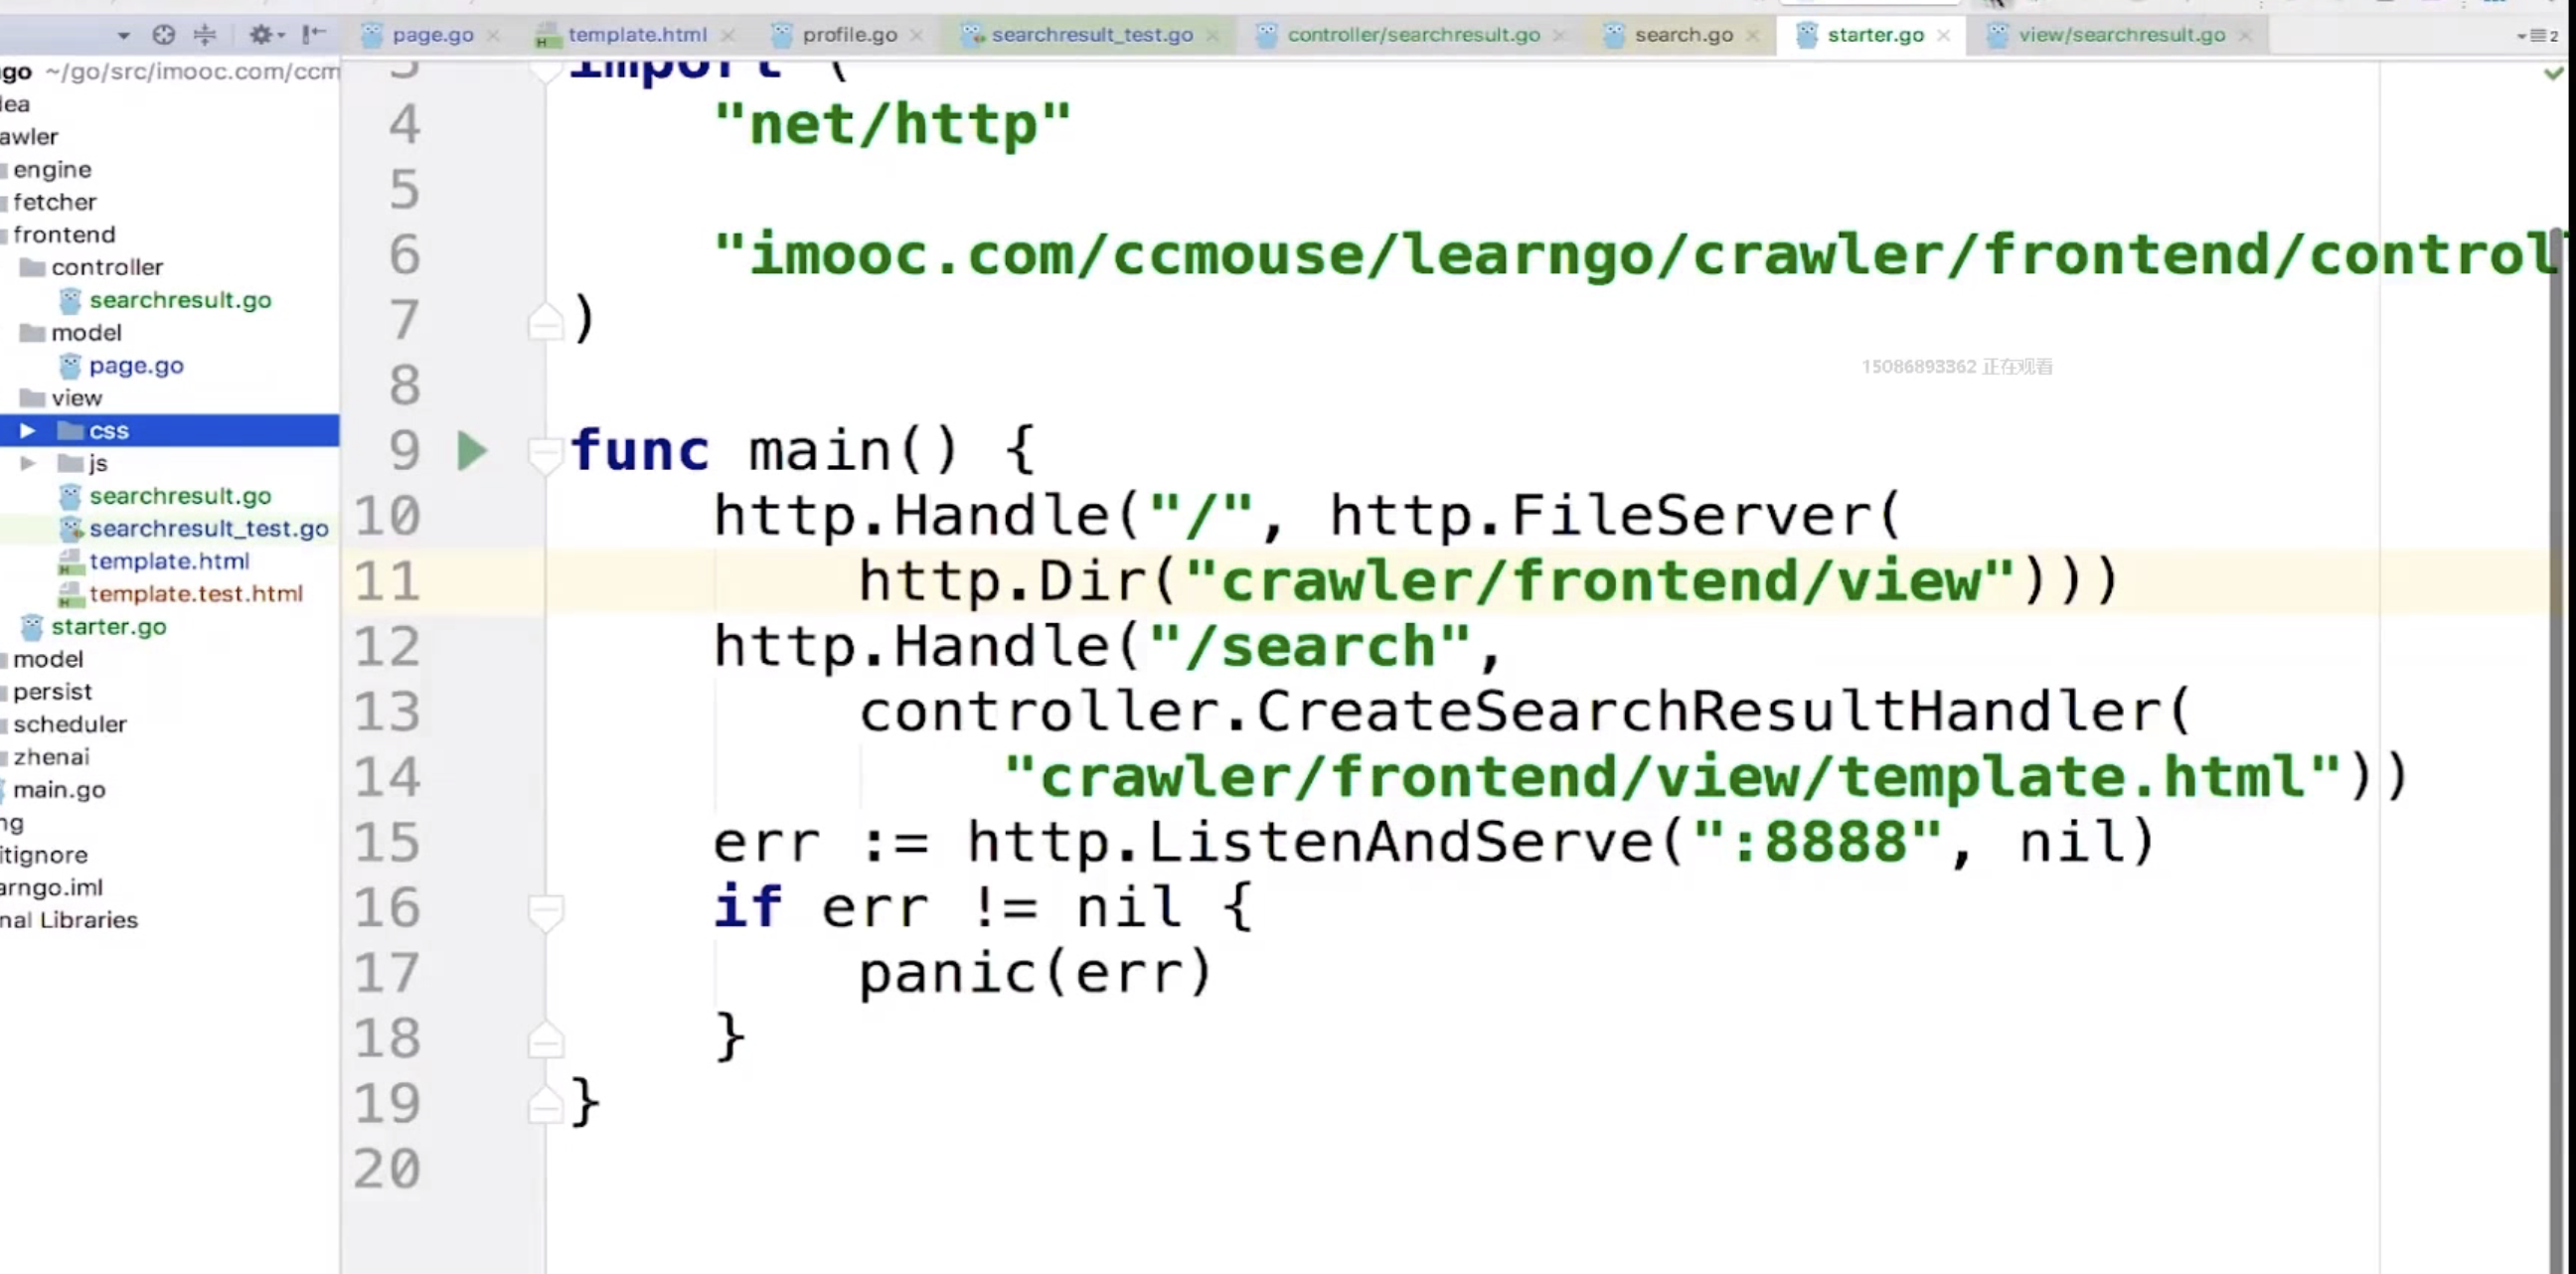 page.go
template.html
profile.go
searchresult_test.go
controller/searchresult.go
search.go
starter.go
view/searchresult.go
2
go ~/go/src/imooc.com/ccm
dea
awler
engine
fetcher
frontend
controller
searchresult.go
model
page.go
view
css
js
searchresult.go
searchresult_test.go
template.html
template.test.html
starter.go
model
persist
scheduler
zhenai
main.go
ng
itignore
arngo.iml
nal Libraries
3 import (
4 "net/http"
5
6 "imooc.com/ccmouse/learngo/crawler/frontend/control
7 )
15086893362 正在观看
8
9 func main() {
10 http.Handle("/", http.FileServer(
11 http.Dir("crawler/frontend/view")))
12 http.Handle("/search",
13 controller.CreateSearchResultHandler(
14 "crawler/frontend/view/template.html"))
15 err := http.ListenAndServe(":8888", nil)
16 if err != nil {
17 panic(err)
18 }
19 }
20